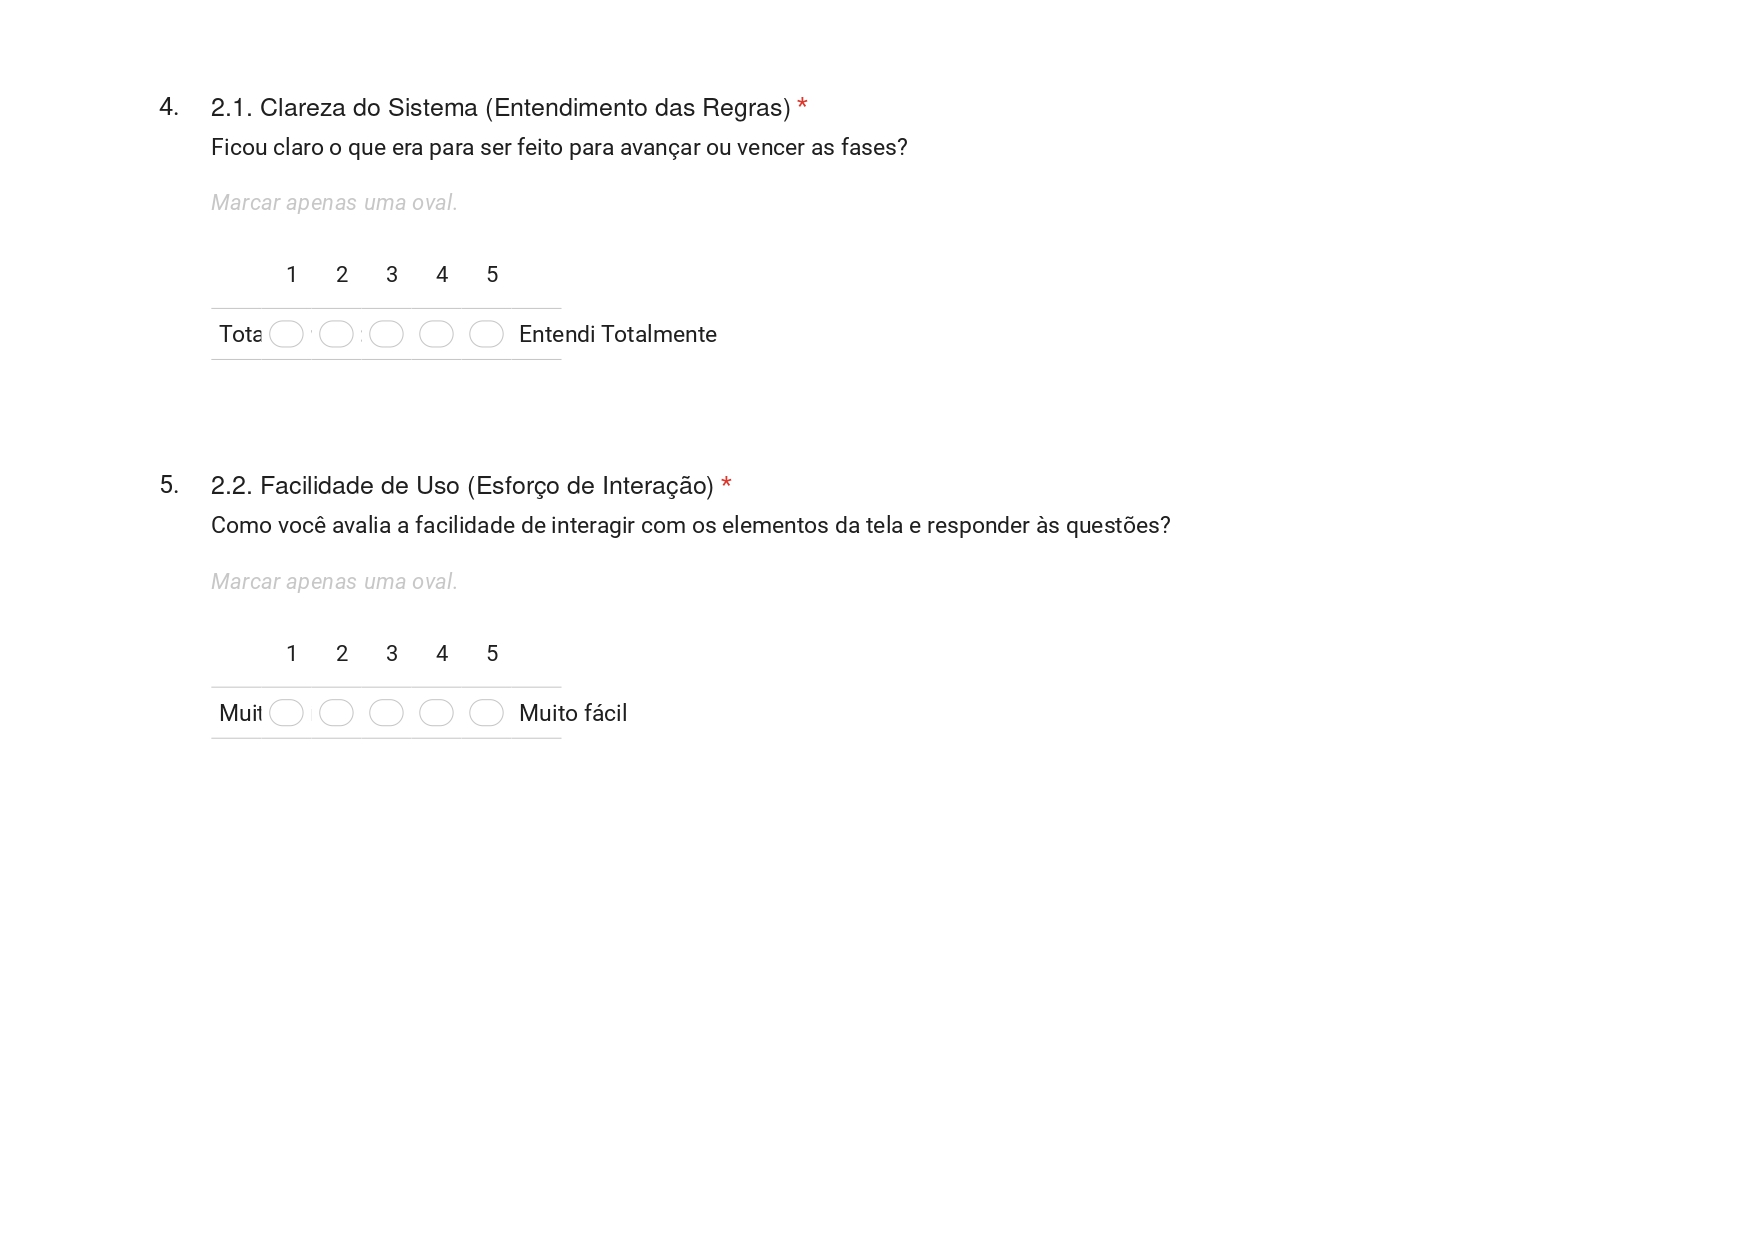 4. 2.1. Clareza do Sistema (Entendimento das Regras) *
Ficou claro o que era para ser feito para avançar ou vencer as fases?
Marcar apenas uma oval.
1 2 3 4 5
Tota Entendi Totalmente
5. 2.2. Facilidade de Uso (Esforço de Interação) *
Como você avalia a facilidade de interagir com os elementos da tela e responder às questões?
Marcar apenas uma oval.
1 2 3 4 5
Muit Muito fácil